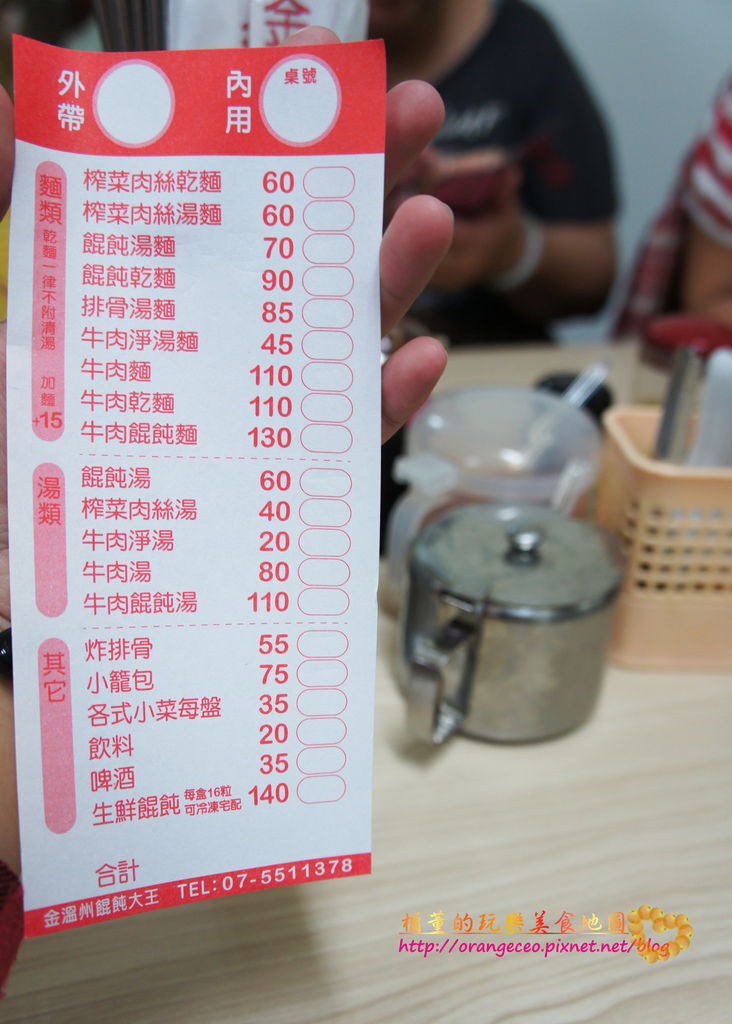 金
外帶
內用
桌號
麵類 乾麵一律不附清湯 加麵+15
榨菜肉絲乾麵 60
榨菜肉絲湯麵 60
餛飩湯麵 70
餛飩乾麵 90
排骨湯麵 85
牛肉淨湯麵 45
牛肉麵 110
牛肉乾麵 110
牛肉餛飩麵 130
湯類
餛飩湯 60
榨菜肉絲湯 40
牛肉淨湯 20
牛肉湯 80
牛肉餛飩湯 110
其它
炸排骨 55
小籠包 75
各式小菜每盤 35
飲料 20
啤酒 35
生鮮餛飩 每盒16粒 可冷凍宅配 140
合計
金溫州餛飩大王 TEL:07-5511378
橘董的玩樂美食地圖
http://orangeceo.pixnet.net/blog